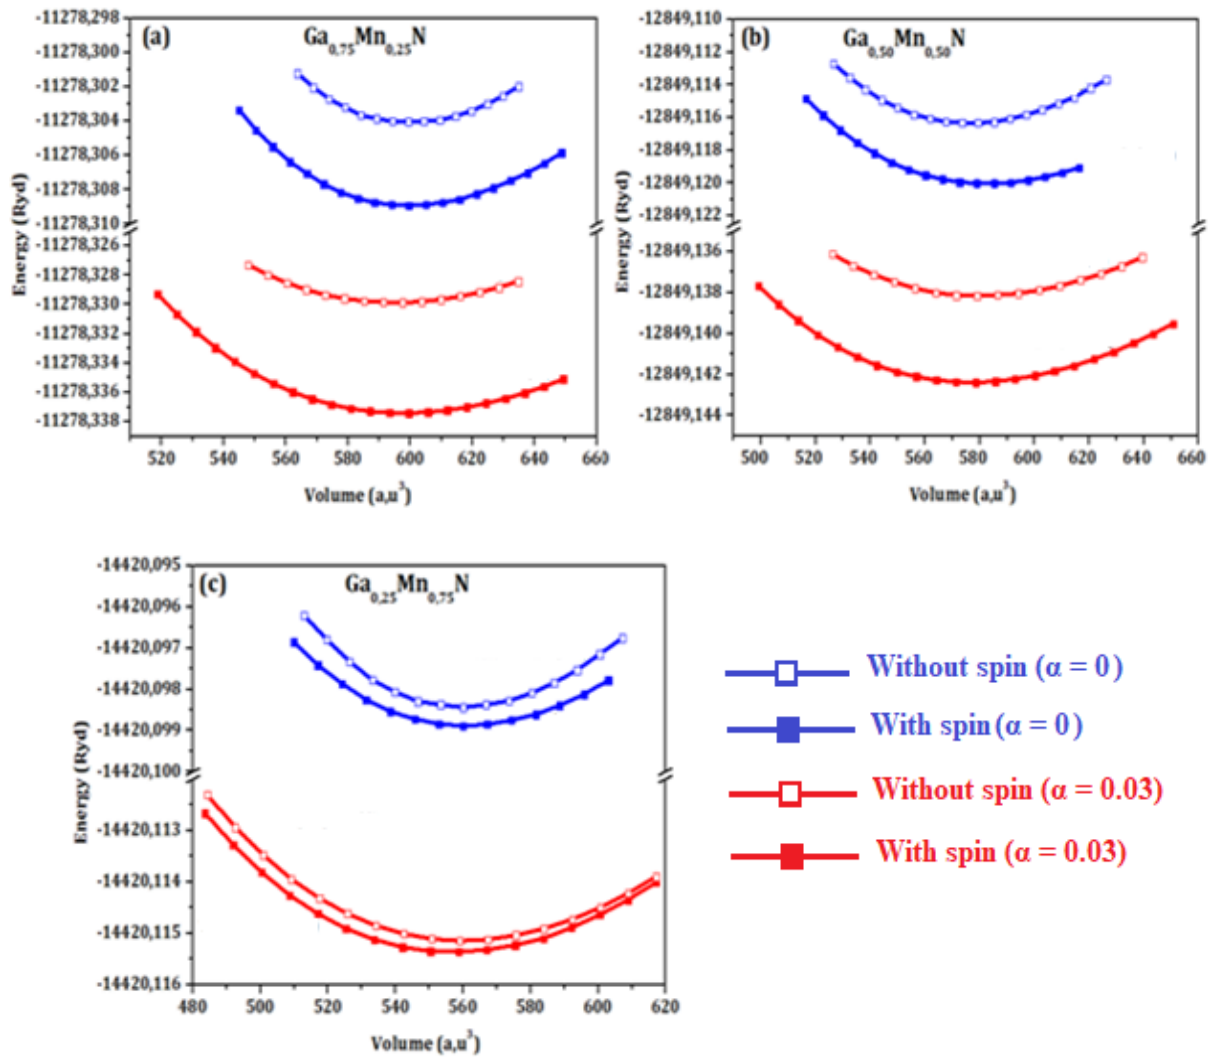 (a)
Ga0,75Mn0,25N
-11278,298
-11278,300
-11278,302
-11278,304
-11278,306
-11278,308
-11278,310
-11278,326
-11278,328
-11278,330
-11278,332
-11278,334
-11278,336
-11278,338
Energy (Ryd)
520 540 560 580 600 620 640 660
Volume (a,u3)
(b)
Ga0,50Mn0,50N
-12849,110
-12849,112
-12849,114
-12849,116
-12849,118
-12849,120
-12849,122
-12849,136
-12849,138
-12849,140
-12849,142
-12849,144
Energy (Ryd)
500 520 540 560 580 600 620 640 660
Volume (a,u3)
(c)
Ga0,25Mn0,75N
-14420,095
-14420,096
-14420,097
-14420,098
-14420,099
-14420,100
-14420,113
-14420,114
-14420,115
-14420,116
Energy (Ryd)
480 500 520 540 560 580 600 620
Volume (a,u3)
Without spin (α = 0)
With spin (α = 0)
Without spin (α = 0.03)
With spin (α = 0.03)